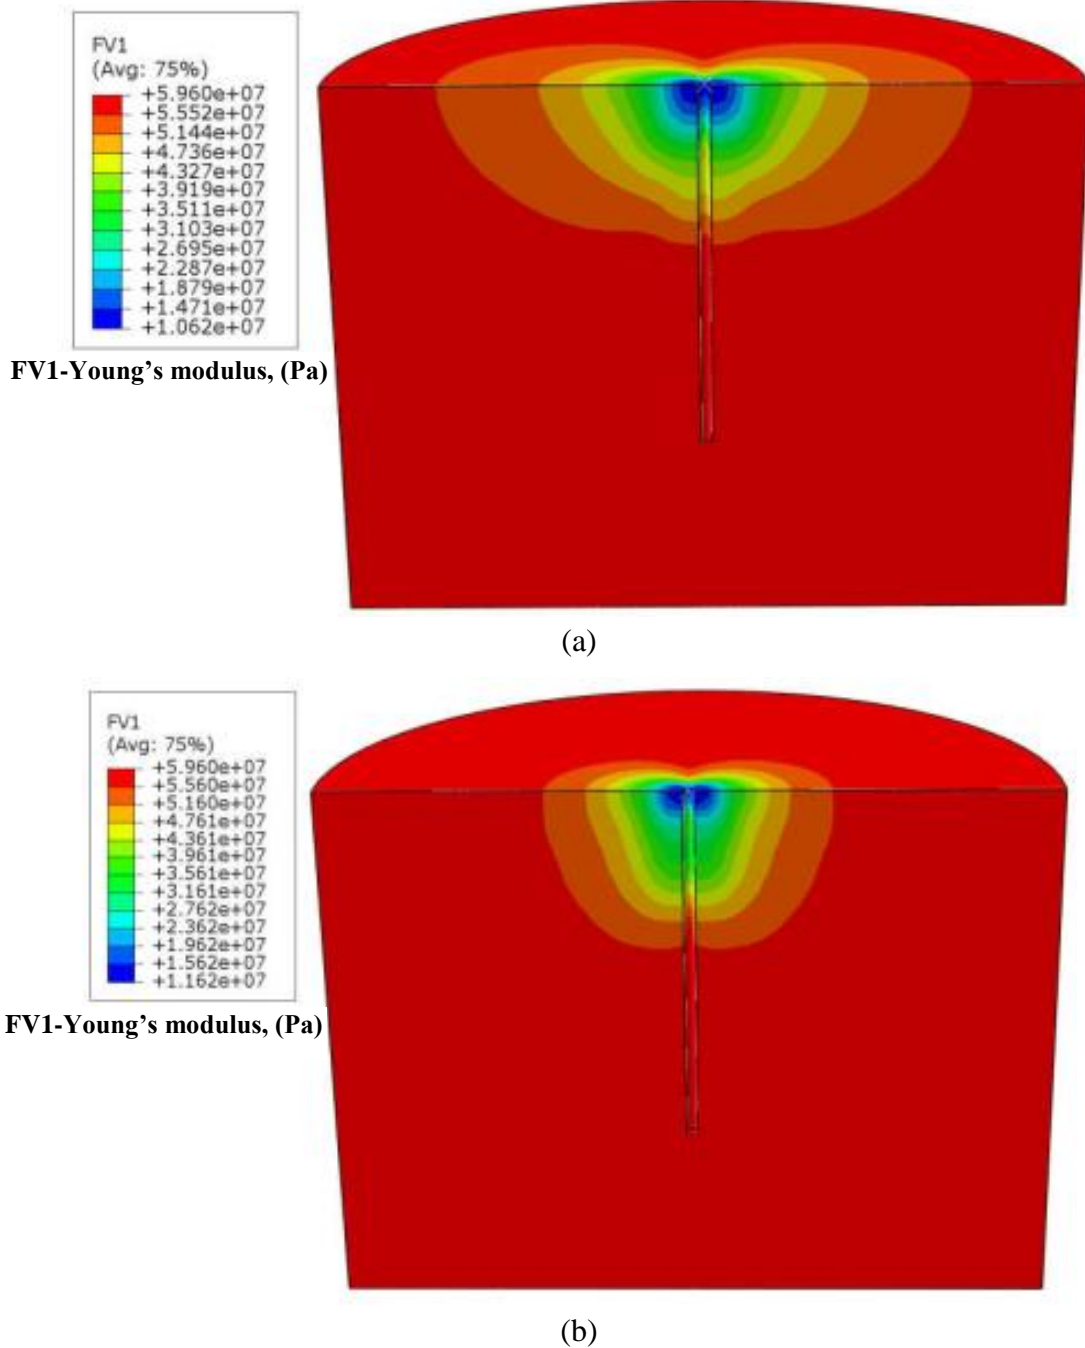 FV1
(Avg: 75%)
+5.960e+07
+5.552e+07
+5.144e+07
+4.736e+07
+4.327e+07
+3.919e+07
+3.511e+07
+3.103e+07
+2.695e+07
+2.287e+07
+1.879e+07
+1.471e+07
+1.062e+07
FV1-Young’s modulus, (Pa)
(a)
FV1
(Avg: 75%)
+5.960e+07
+5.560e+07
+5.160e+07
+4.761e+07
+4.361e+07
+3.961e+07
+3.561e+07
+3.161e+07
+2.762e+07
+2.362e+07
+1.962e+07
+1.562e+07
+1.162e+07
FV1-Young’s modulus, (Pa)
(b)